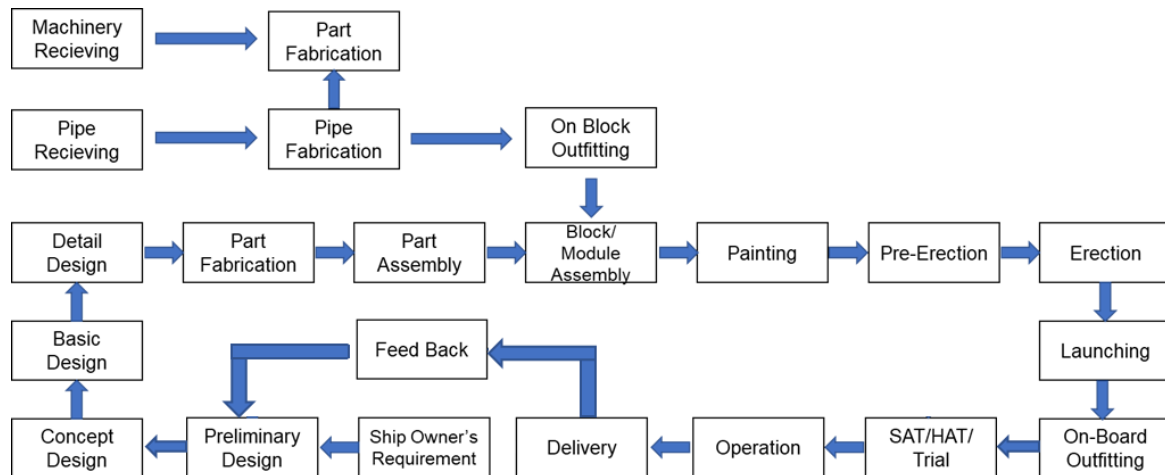 Machinery
Recieving
Part
Fabrication
Pipe
Recieving
Pipe
Fabrication
On Block
Outfitting
Detail
Design
Part
Fabrication
Part
Assembly
Block/
Module
Assembly
Painting
Pre-Erection
Erection
Basic
Design
Feed Back
Launching
Concept
Design
Preliminary
Design
Ship Owner's
Requirement
Delivery
Operation
SAT/HAT/
Trial
On-Board
Outfitting